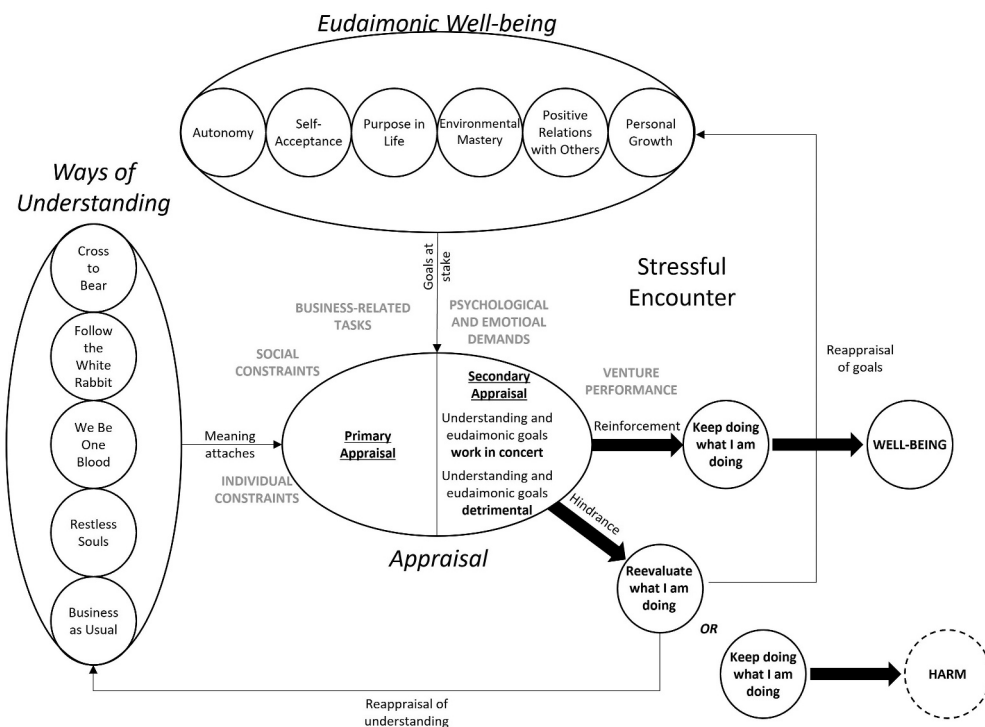 Eudaimonic Well-being
Autonomy
Self-
Acceptance
Purpose in
Life
Environmental
Mastery
Positive
Relations
with Others
Personal
Growth
Ways of
Understanding
Cross
to
Bear
Follow
the
White
Rabbit
We Be
One
Blood
Restless
Souls
Business
as Usual
Goals at
stake
Stressful
Encounter
BUSINESS-RELATED
TASKS
PSYCHOLOGICAL
AND EMOTIOAL
DEMANDS
SOCIAL
CONSTRAINTS
VENTURE
PERFORMANCE
Reappraisal
of goals
Meaning
attaches
INDIVIDUAL
CONSTRAINTS
Primary
Appraisal
Secondary
Appraisal
Understanding and
eudaimonic goals
work in concert
Understanding and
eudaimonic goals
detrimental
Appraisal
Reinforcement
Keep doing
what I am
doing
WELL-BEING
Hindrance
Reevaluate
what I am
doing
OR
Keep doing
what I am
doing
HARM
Reappraisal of
understanding